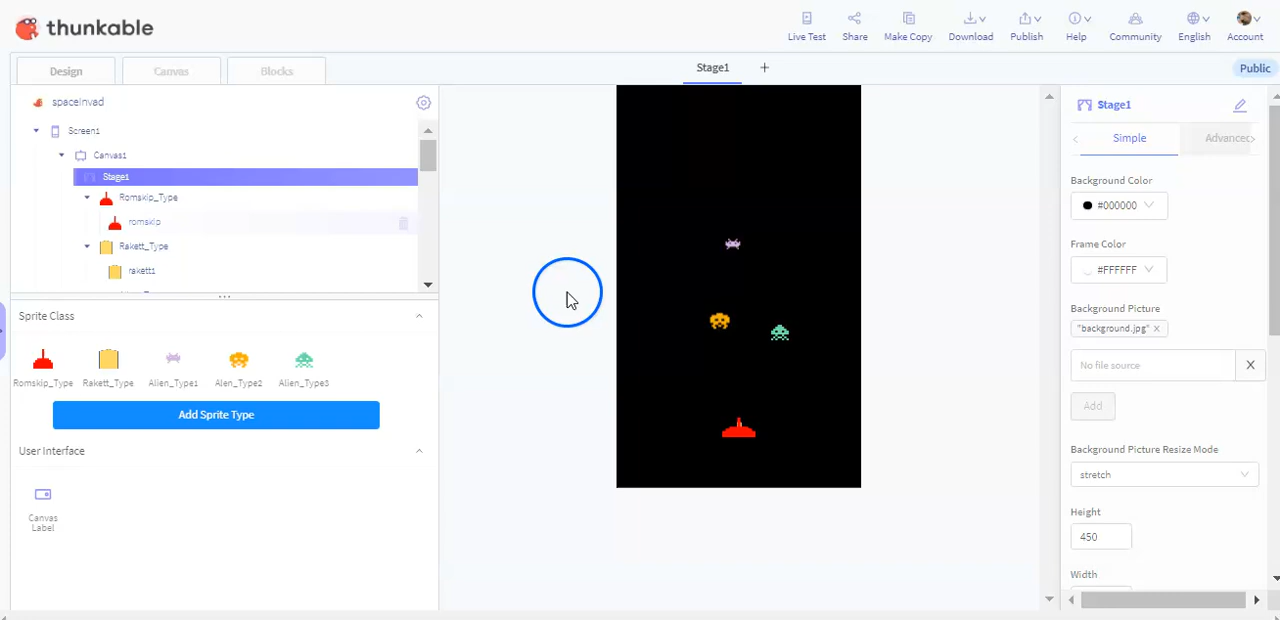 thunkable
Live Test
Share
Make Copy
Download
Publish
Help
Community
English
Account
Design
Canvas
Blocks
Stage1
+
Public
spaceInvad
Screen1
Canvas1
Stage1
Romskip_Type
romskip
Rakett_Type
rakett1
Sprite Class
Romskip_Type
Rakett_Type
Alien_Type1
Alen_Type2
Alien_Type3
Add Sprite Type
User Interface
Canvas
Label
Stage1
Simple
Advanced
Background Color
#000000
Frame Color
#FFFFFF
Background Picture
"background.jpg" ×
No file source
X
Add
Background Picture Resize Mode
stretch
Height
450
Width